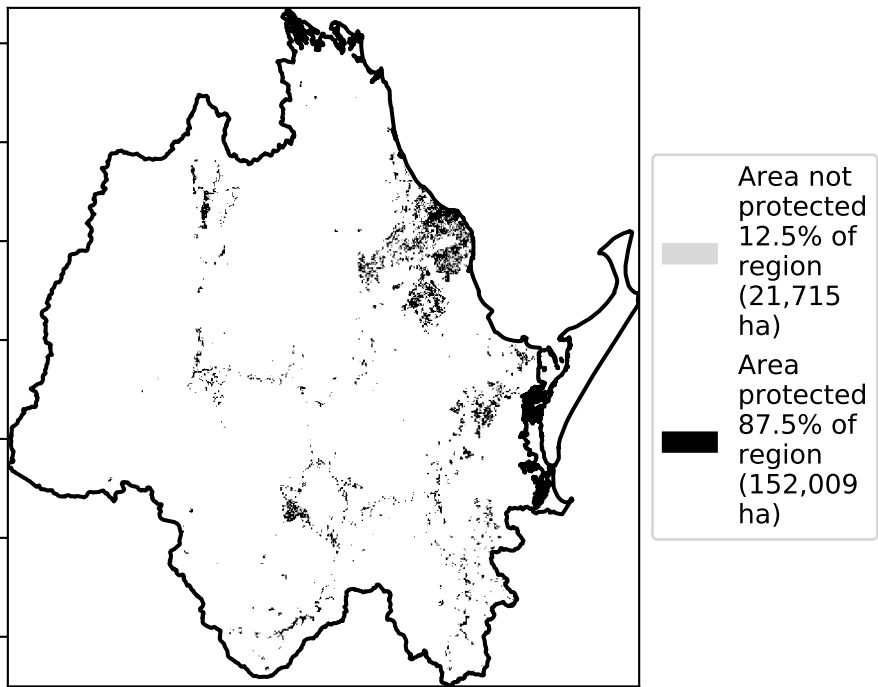 Area not
protected
12.5% of
region
(21,715
ha)
Area
protected
87.5% of
region
(152,009
ha)